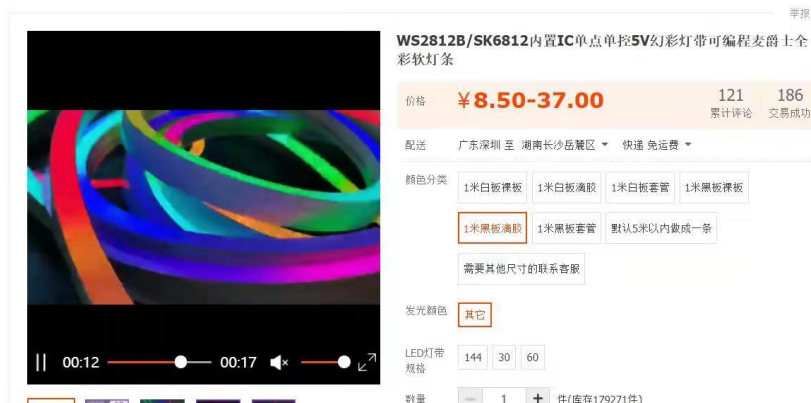 举报
WS2812B/SK6812内置IC单点单控5V幻彩灯带可编程麦爵士全
彩软灯条
价格 ¥8.50-37.00 121 186
累计评论 交易成功
配送 广东深圳 至 湖南长沙岳麓区 快递 免运费
颜色分类 1米白板裸板 1米白板滴胶 1米白板套管 1米黑板裸板
1米黑板滴胶 1米黑板套管 默认5米以内做成一条
需要其他尺寸的联系客服
发光颜色 其它
LED灯带
规格 144 30 60
数量 - 1 + 件(库存179271件)
00:12 00:17